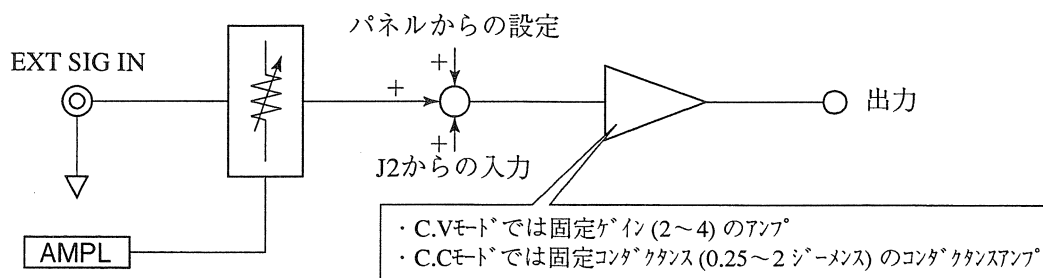 パネルからの設定
EXT SIG IN
+
+
出力
+
J2からの入力
AMPL
・C.Vﾓｰﾄﾞでは固定ｹﾞｲﾝ (2～4) のｱﾝﾌﾟ
・C.Cﾓｰﾄﾞでは固定ｺﾝﾀﾞｸﾀﾝｽ (0.25～2 ｼﾞｰﾒﾝｽ) のｺﾝﾀﾞｸﾀﾝｽｱﾝﾌﾟ